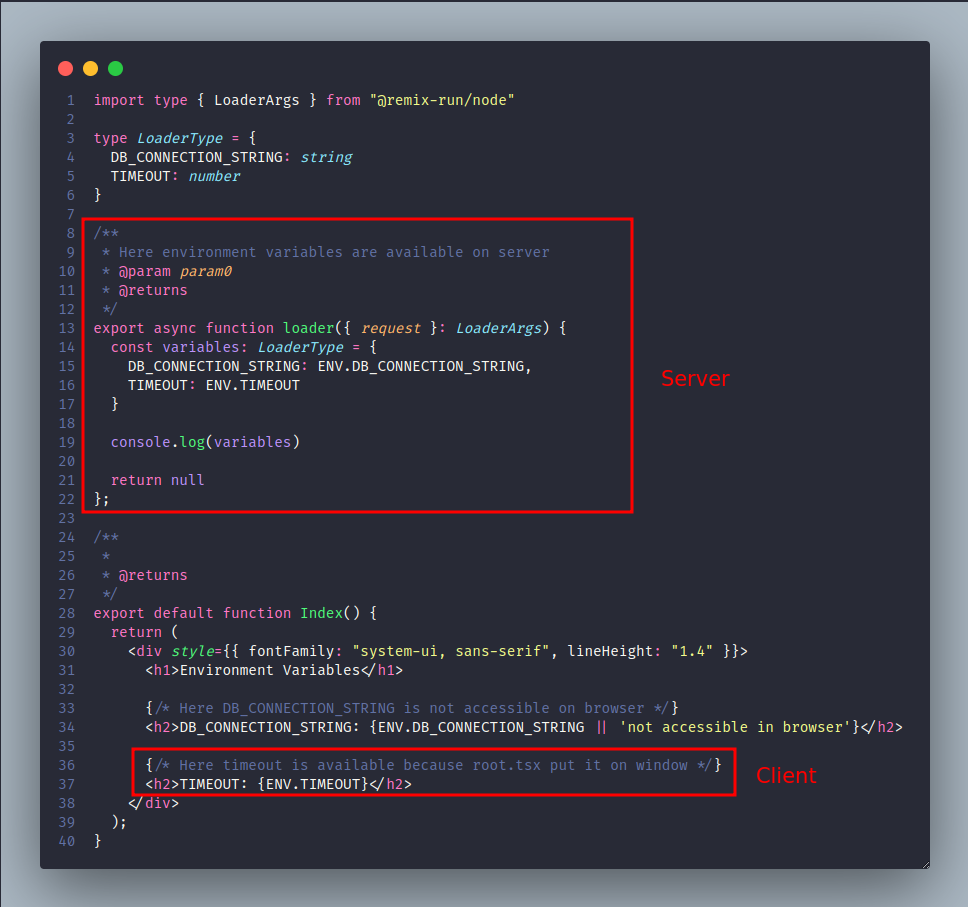 1 import type { LoaderArgs } from "@remix-run/node"
2
3 type LoaderType = {
4   DB_CONNECTION_STRING: string
5   TIMEOUT: number
6 }
7
8 /**
9  * Here environment variables are available on server
10  * @param param0
11  * @returns
12  */
13 export async function loader({ request }: LoaderArgs) {
14   const variables: LoaderType = {
15     DB_CONNECTION_STRING: ENV.DB_CONNECTION_STRING,
16     TIMEOUT: ENV.TIMEOUT
Server
17   }
18
19   console.log(variables)
20
21   return null
22 };
23
24 /**
25  *
26  * @returns
27  */
28 export default function Index() {
29   return (
30     <div style={{ fontFamily: "system-ui, sans-serif", lineHeight: "1.4" }}>
31       <h1>Environment Variables</h1>
32
33       {/* Here DB_CONNECTION_STRING is not accessible on browser */}
34       <h2>DB_CONNECTION_STRING: {ENV.DB_CONNECTION_STRING || 'not accessible in browser'}</h2>
35
36       {/* Here timeout is available because root.tsx put it on window */}
Client
37       <h2>TIMEOUT: {ENV.TIMEOUT}</h2>
38     </div>
39   );
40 }